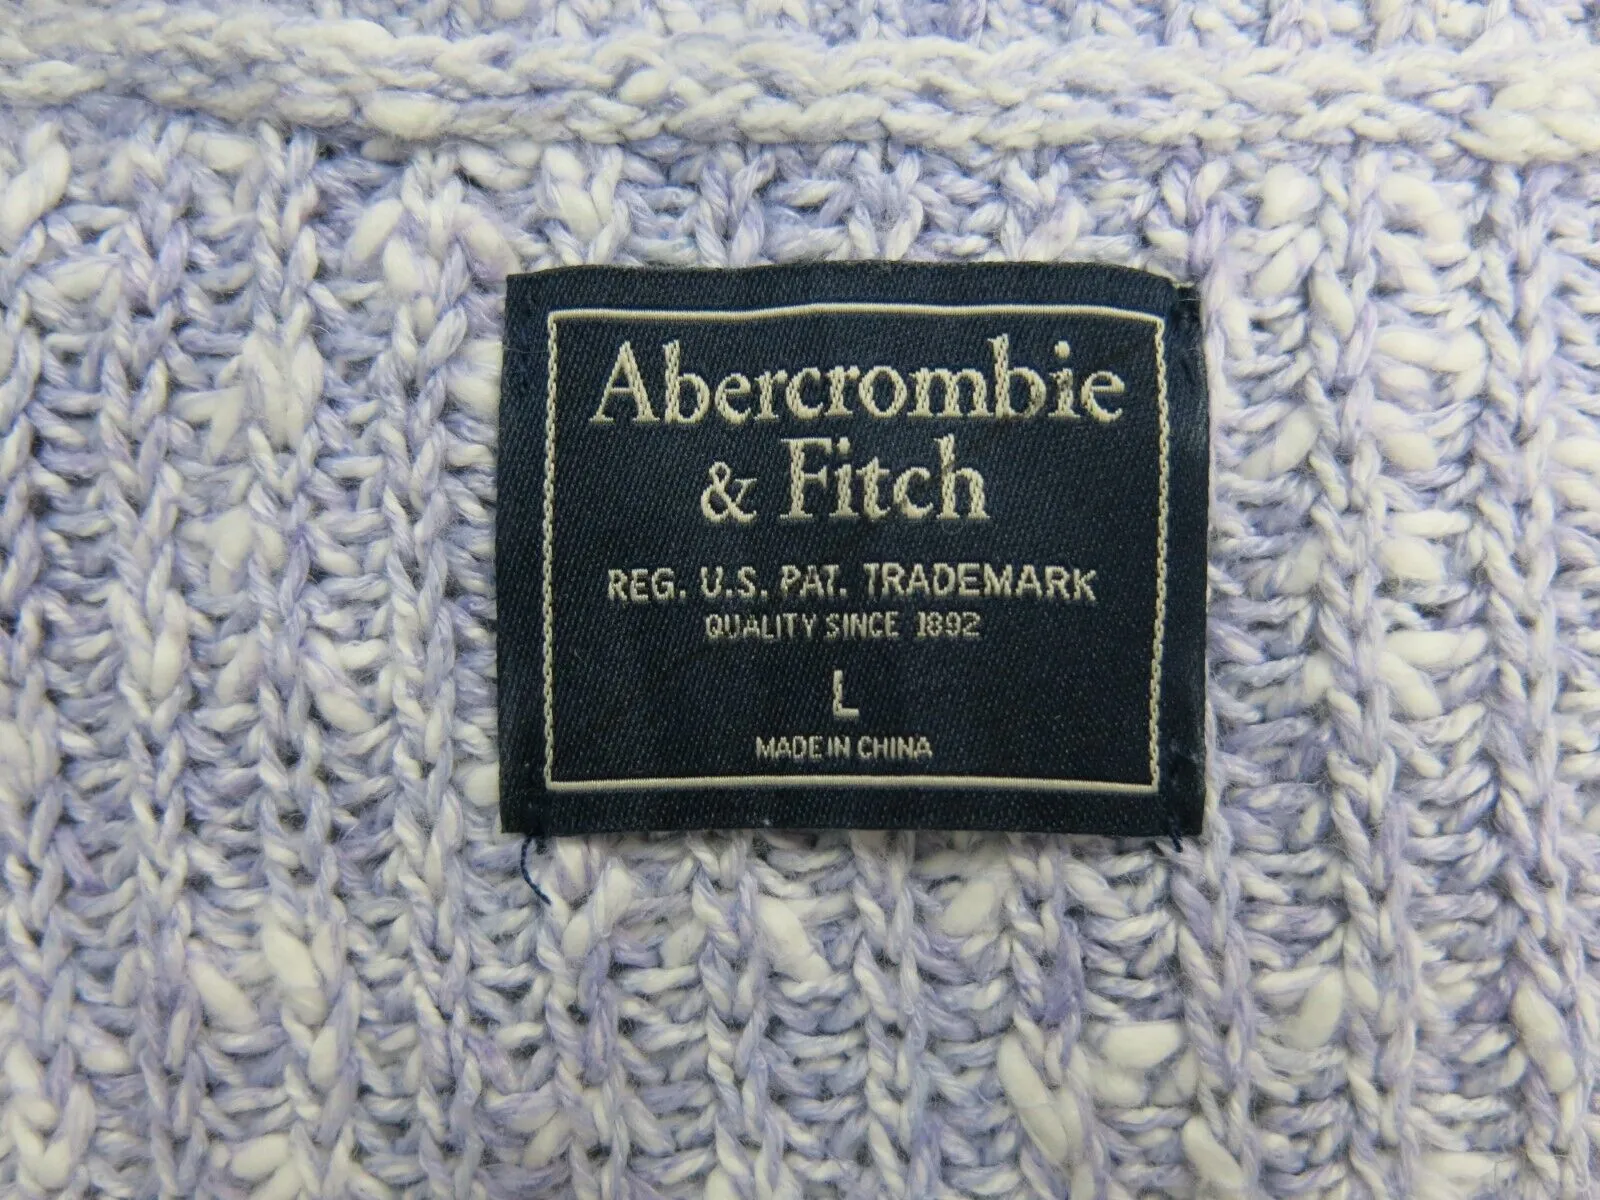 Abercrombie
& Fitch
REG. U.S. PAT. TRADEMARK
QUALITY SINCE 1892
L
MADE IN CHINA